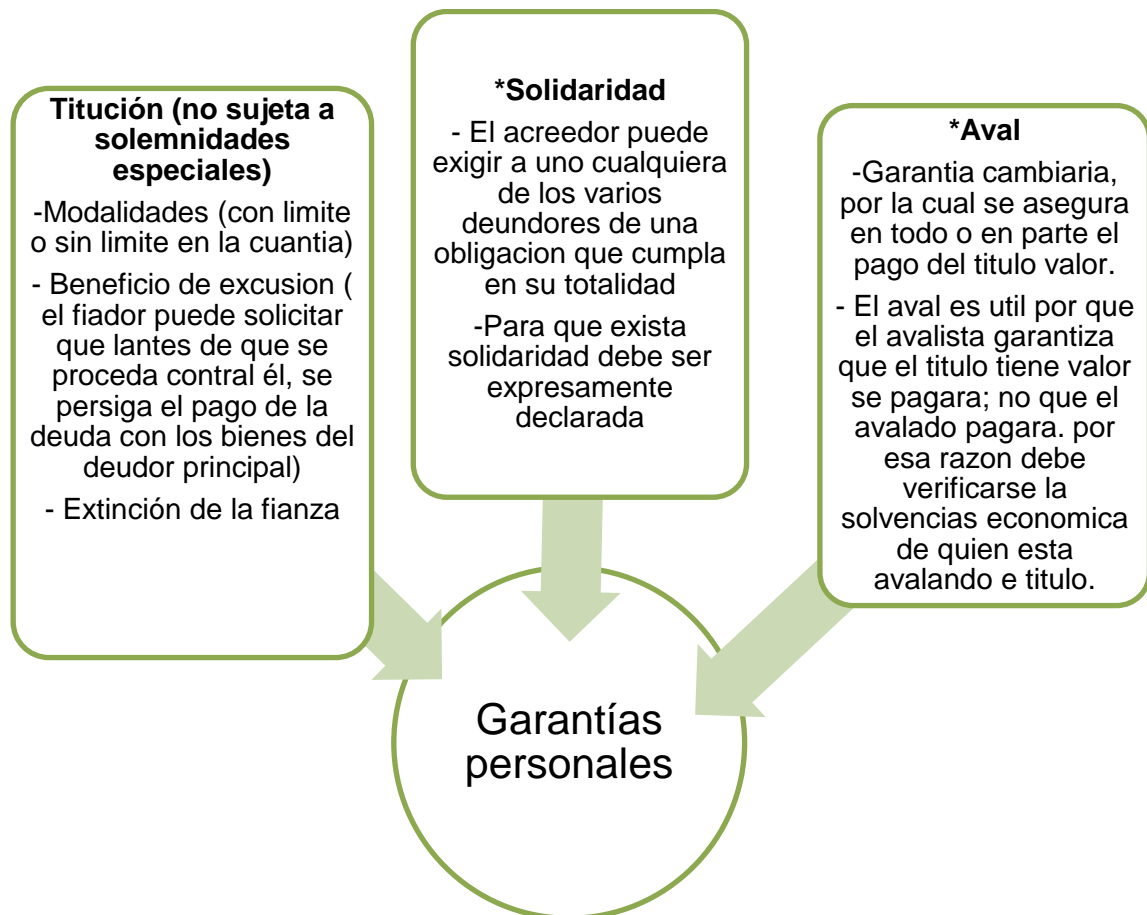 Titución (no sujeta a
solemnidades
especiales)
-Modalidades (con limite
o sin limite en la cuantia)
- Beneficio de excusion (
el fiador puede solicitar
que lantes de que se
proceda contral él, se
persiga el pago de la
deuda con los bienes del
deudor principal)
- Extinción de la fianza
*Solidaridad
- El acreedor puede
exigir a uno cualquiera
de los varios
deundores de una
obligacion que cumpla
en su totalidad
-Para que exista
solidaridad debe ser
expresamente
declarada
*Aval
-Garantia cambiaria,
por la cual se asegura
en todo o en parte el
pago del titulo valor.
- El aval es util por que
el avalista garantiza
que el titulo tiene valor
se pagara; no que el
avalado pagara. por
esa razon debe
verificarse la
solvencias economica
de quien esta
avalando e titulo.
Garantías
personales